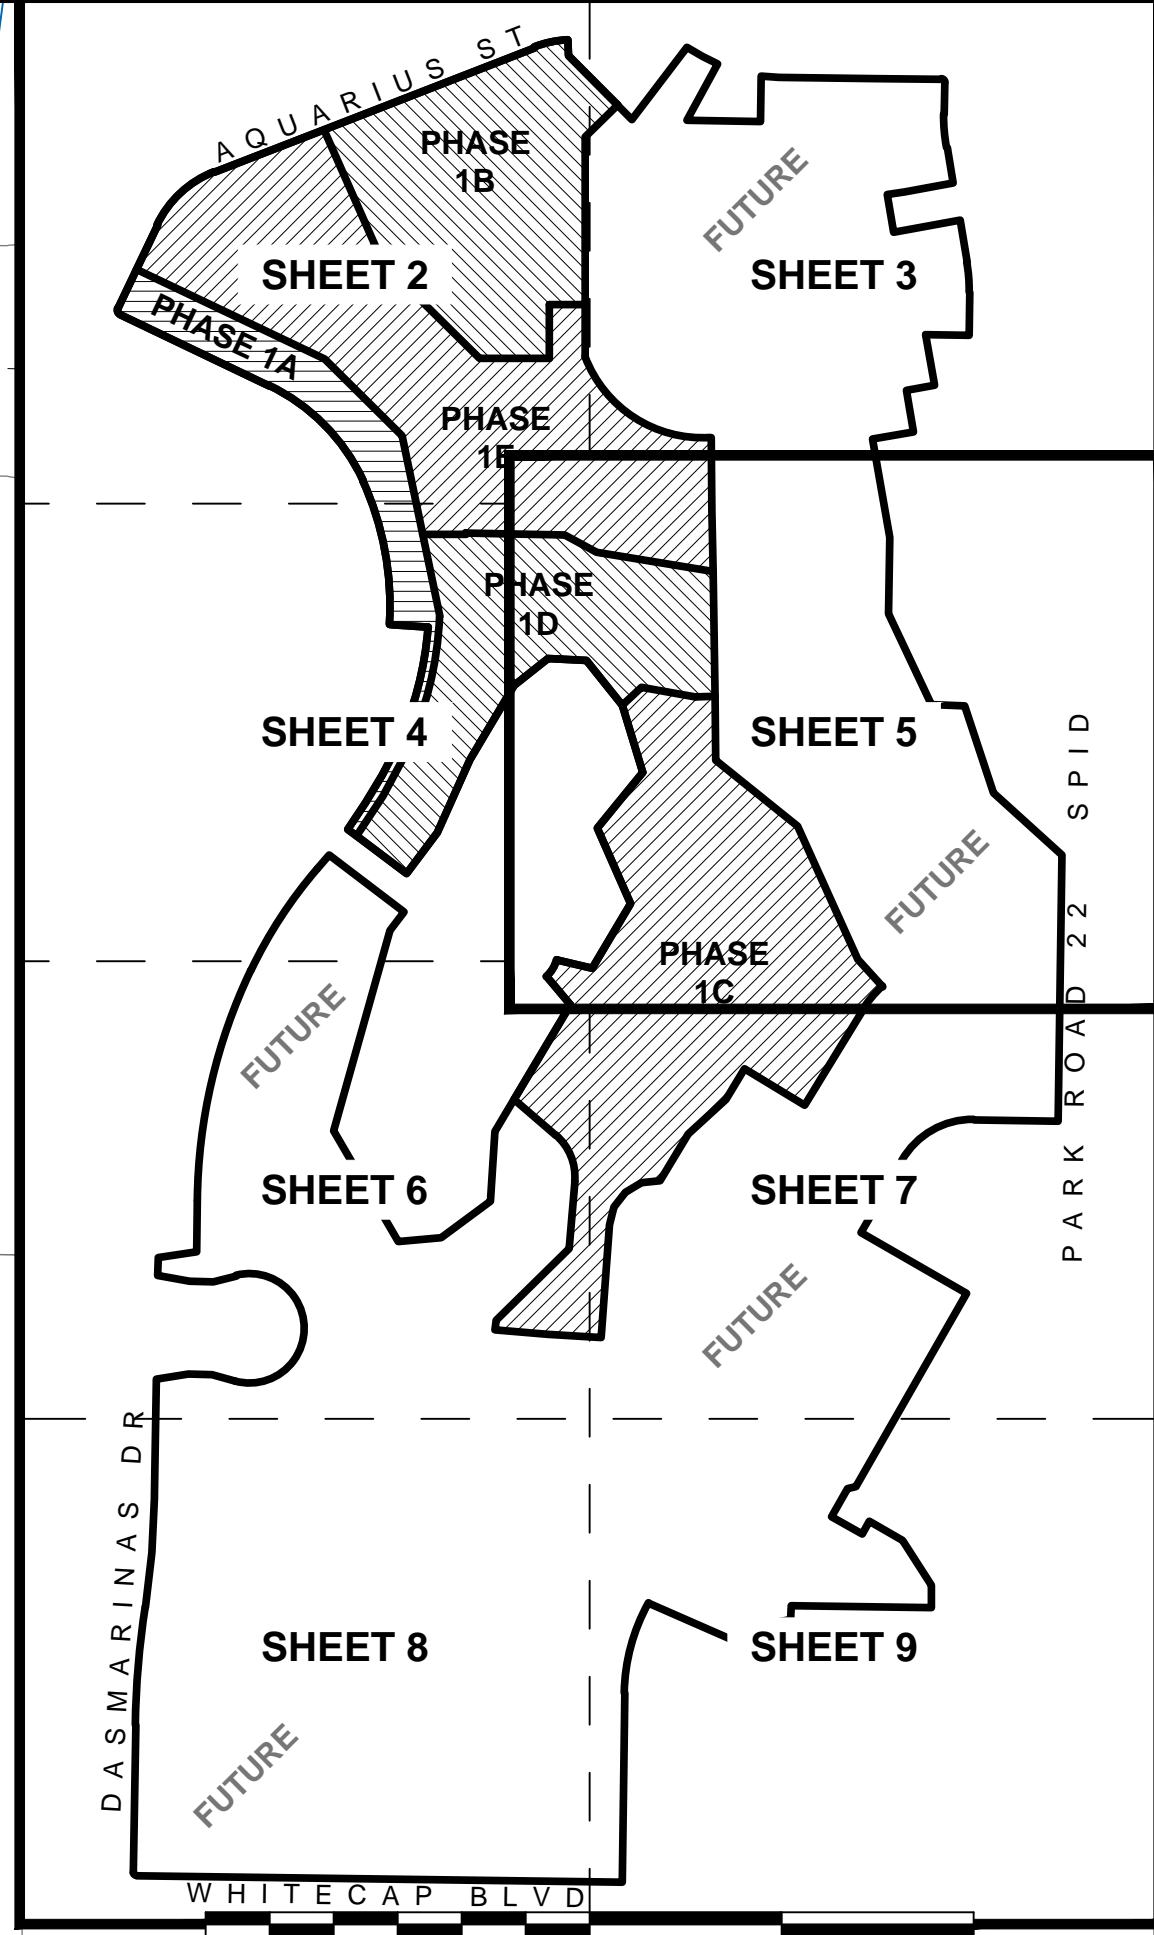 AQUARIUS ST
PHASE
1B
FUTURE
SHEET 2
SHEET 3
PHASE 1A
PHASE
1E
PHASE
1D
SHEET 4
SHEET 5
FUTURE
PARK ROAD 22 SPID
PHASE
1C
FUTURE
SHEET 6
SHEET 7
FUTURE
DASMARINAS DR
SHEET 8
SHEET 9
FUTURE
WHITECAP BLVD